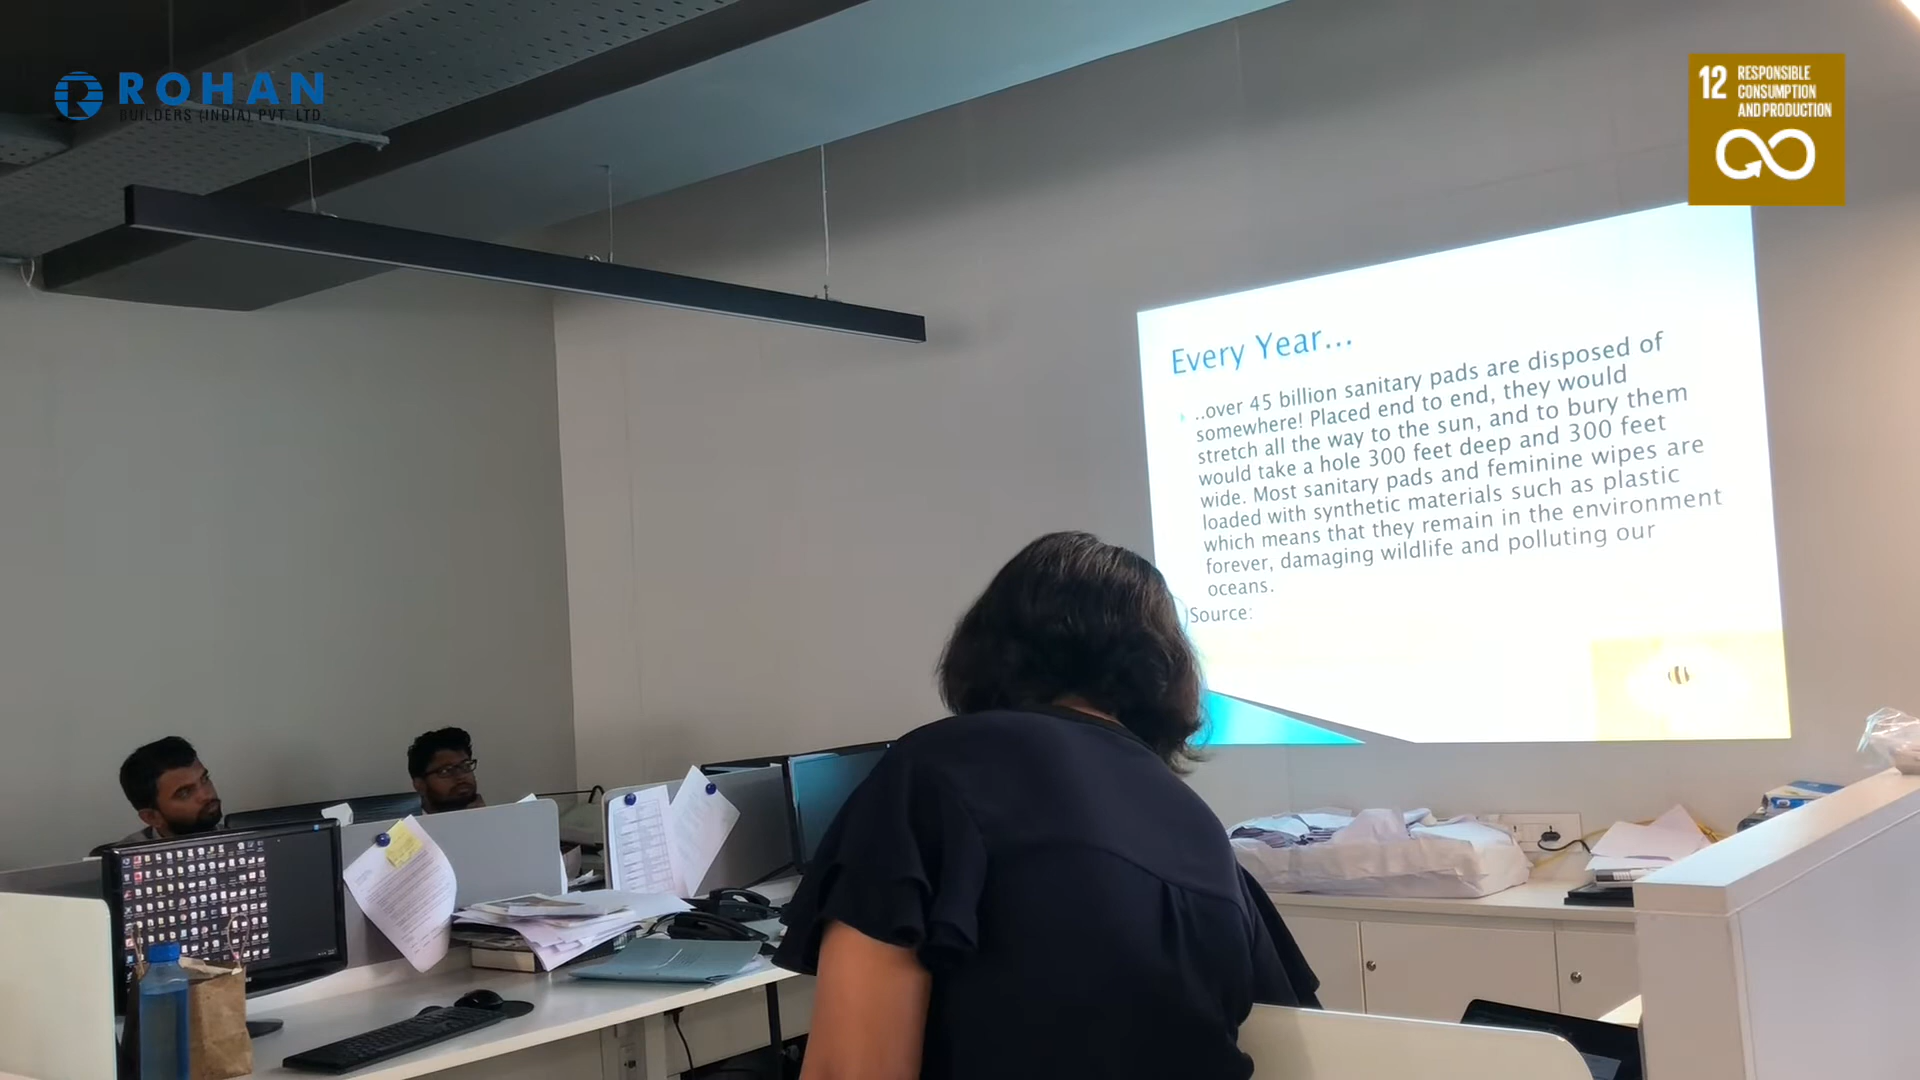 ROHAN
BUILDERS (INDIA) PVT. LTD.
12 RESPONSIBLE
CONSUMPTION
AND PRODUCTION
Every Year...
..over 45 billion sanitary pads are disposed of
somewhere! Placed end to end, they would
stretch all the way to the sun, and to bury them
would take a hole 300 feet deep and 300 feet
wide. Most sanitary pads and feminine wipes are
loaded with synthetic materials such as plastic
which means that they remain in the environment
forever, damaging wildlife and polluting our
oceans.
Source: